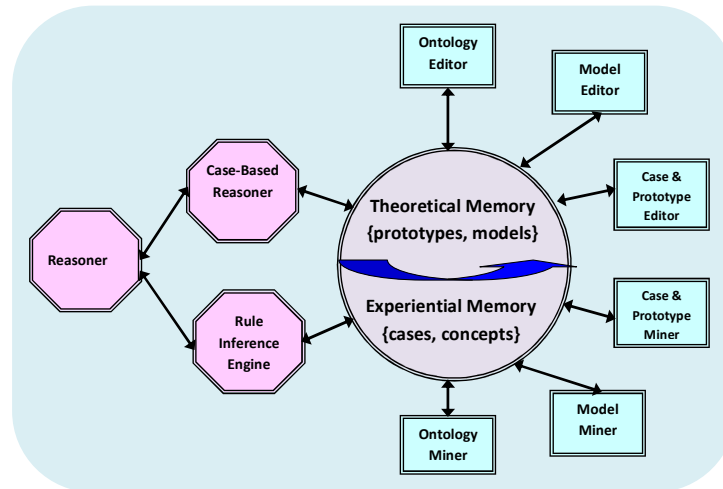 Ontology
Editor
Model
Editor
Case-Based
Reasoner
Case &
Prototype
Editor
Theoretical Memory
{prototypes, models}
Reasoner
Experiential Memory
{cases, concepts}
Case &
Prototype
Miner
Rule
Inference
Engine
Model
Miner
Ontology
Miner